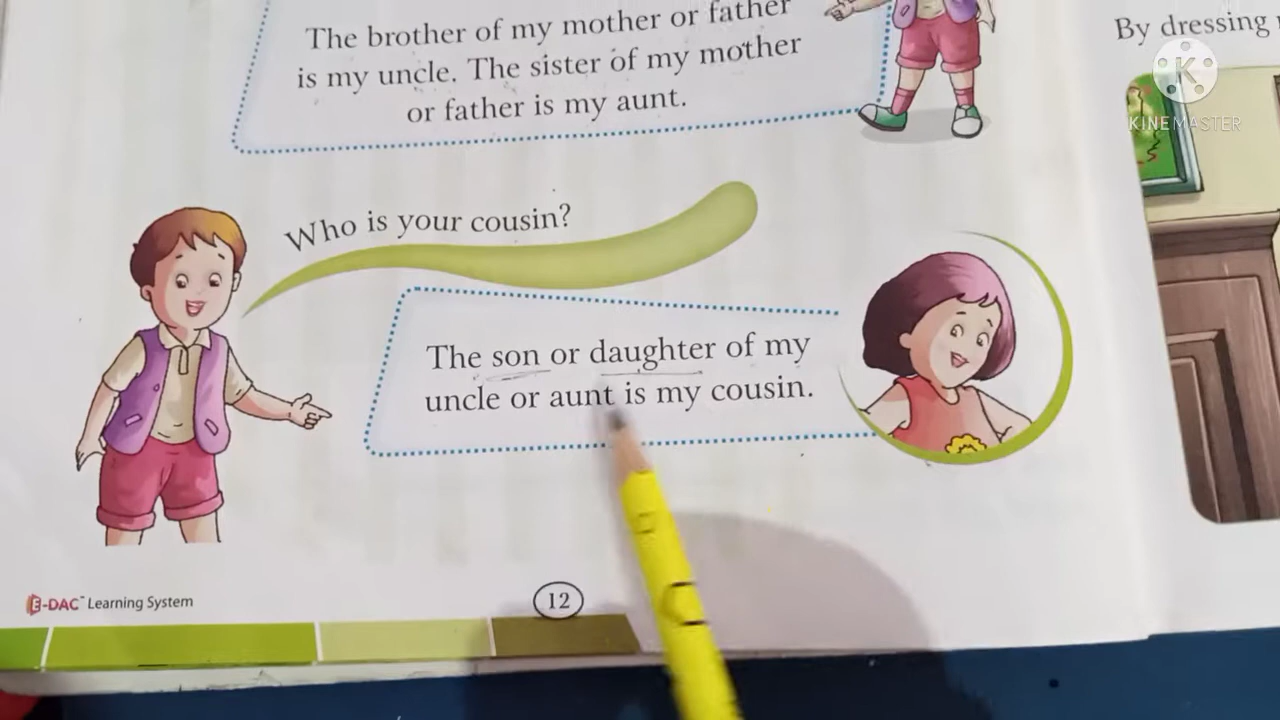 The brother of my mother or father
is my uncle. The sister of my mother
or father is my aunt.
By dressing
KINEMASTER
Who is your cousin?
The son or daughter of my
uncle or aunt is my cousin.
E-DAC™ Learning System
12